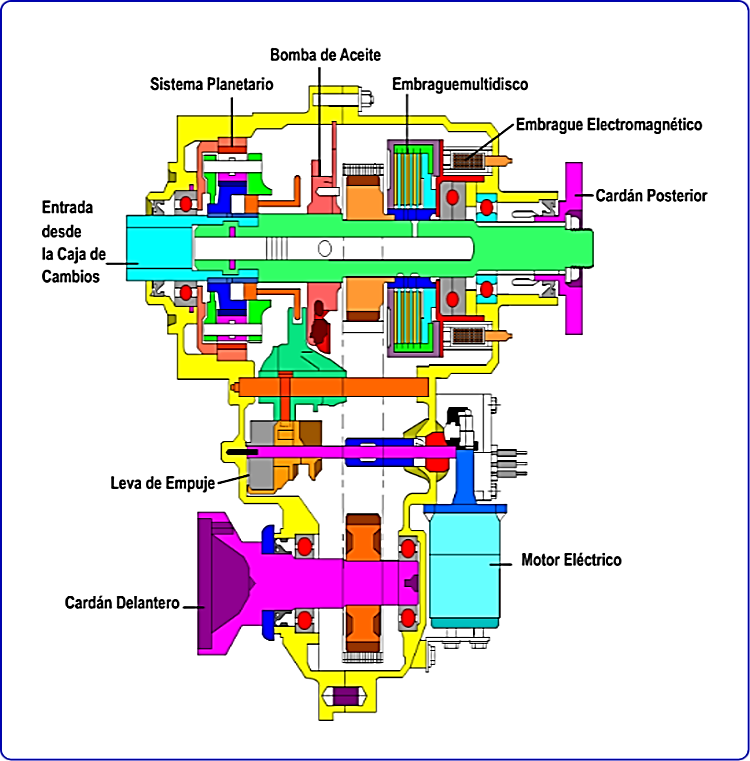 Bomba de Aceite
Sistema Planetario
Embraguemultidisco
Embrague Electromagnético
Cardán Posterior
Entrada
desde
la Caja de
Cambios
Leva de Empuje
Motor Eléctrico
Cardán Delantero